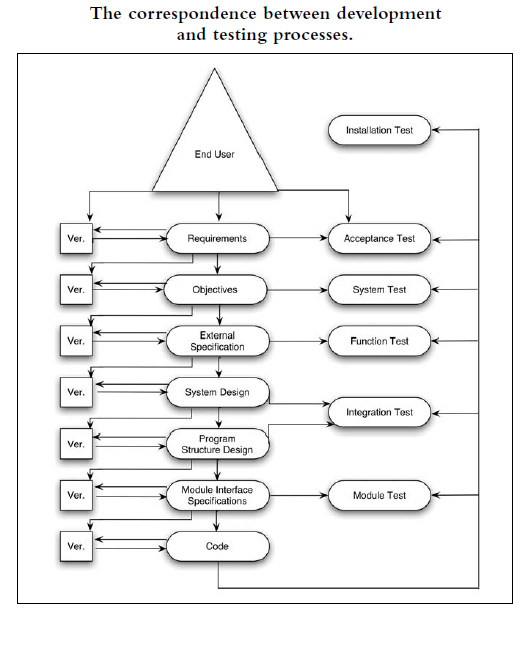 The correspondence between development
and testing processes.
Installation Test
End User
Ver.
Requirements
Acceptance Test
Ver.
Objectives
System Test
Ver.
External
Specification
Function Test
Ver.
System Design
Integration Test
Ver.
Program
Structure Design
Ver.
Module Interface
Specifications
Module Test
Ver.
Code